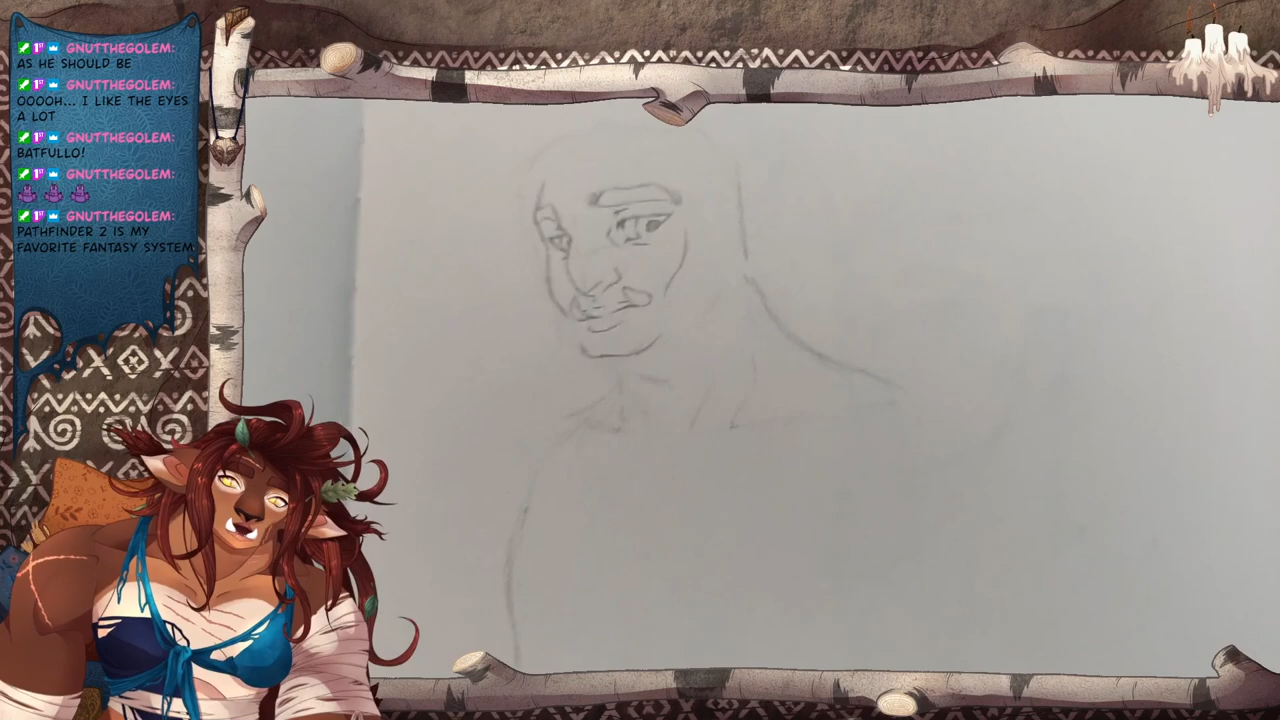 GNUTTHEGOLEM:
AS HE SHOULD BE
GNUTTHEGOLEM:
OOOOH... I LIKE THE EYES
A LOT
GNUTTHEGOLEM:
BATFULLO!
GNUTTHEGOLEM:
GNUTTHEGOLEM:
PATHFINDER 2 IS MY
FAVORITE FANTASY SYSTEM